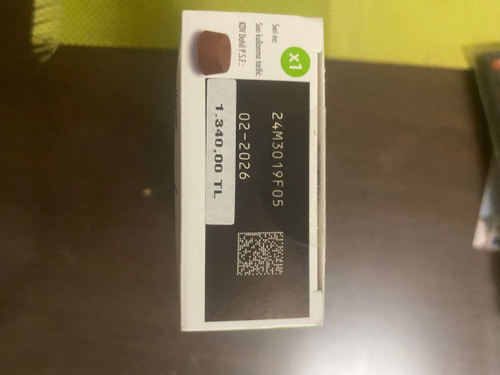 x1
Seri no:
Son kullanma tarihi:
KDV Dahil P.S.F.:
24M3019F05
02-2026
1.340,00 TL